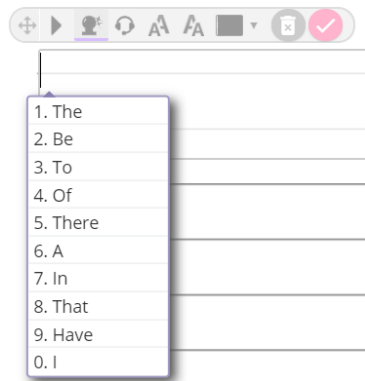 1. The
2. Be
3. To
4. Of
5. There
6. A
7. In
8. That
9. Have
0. I